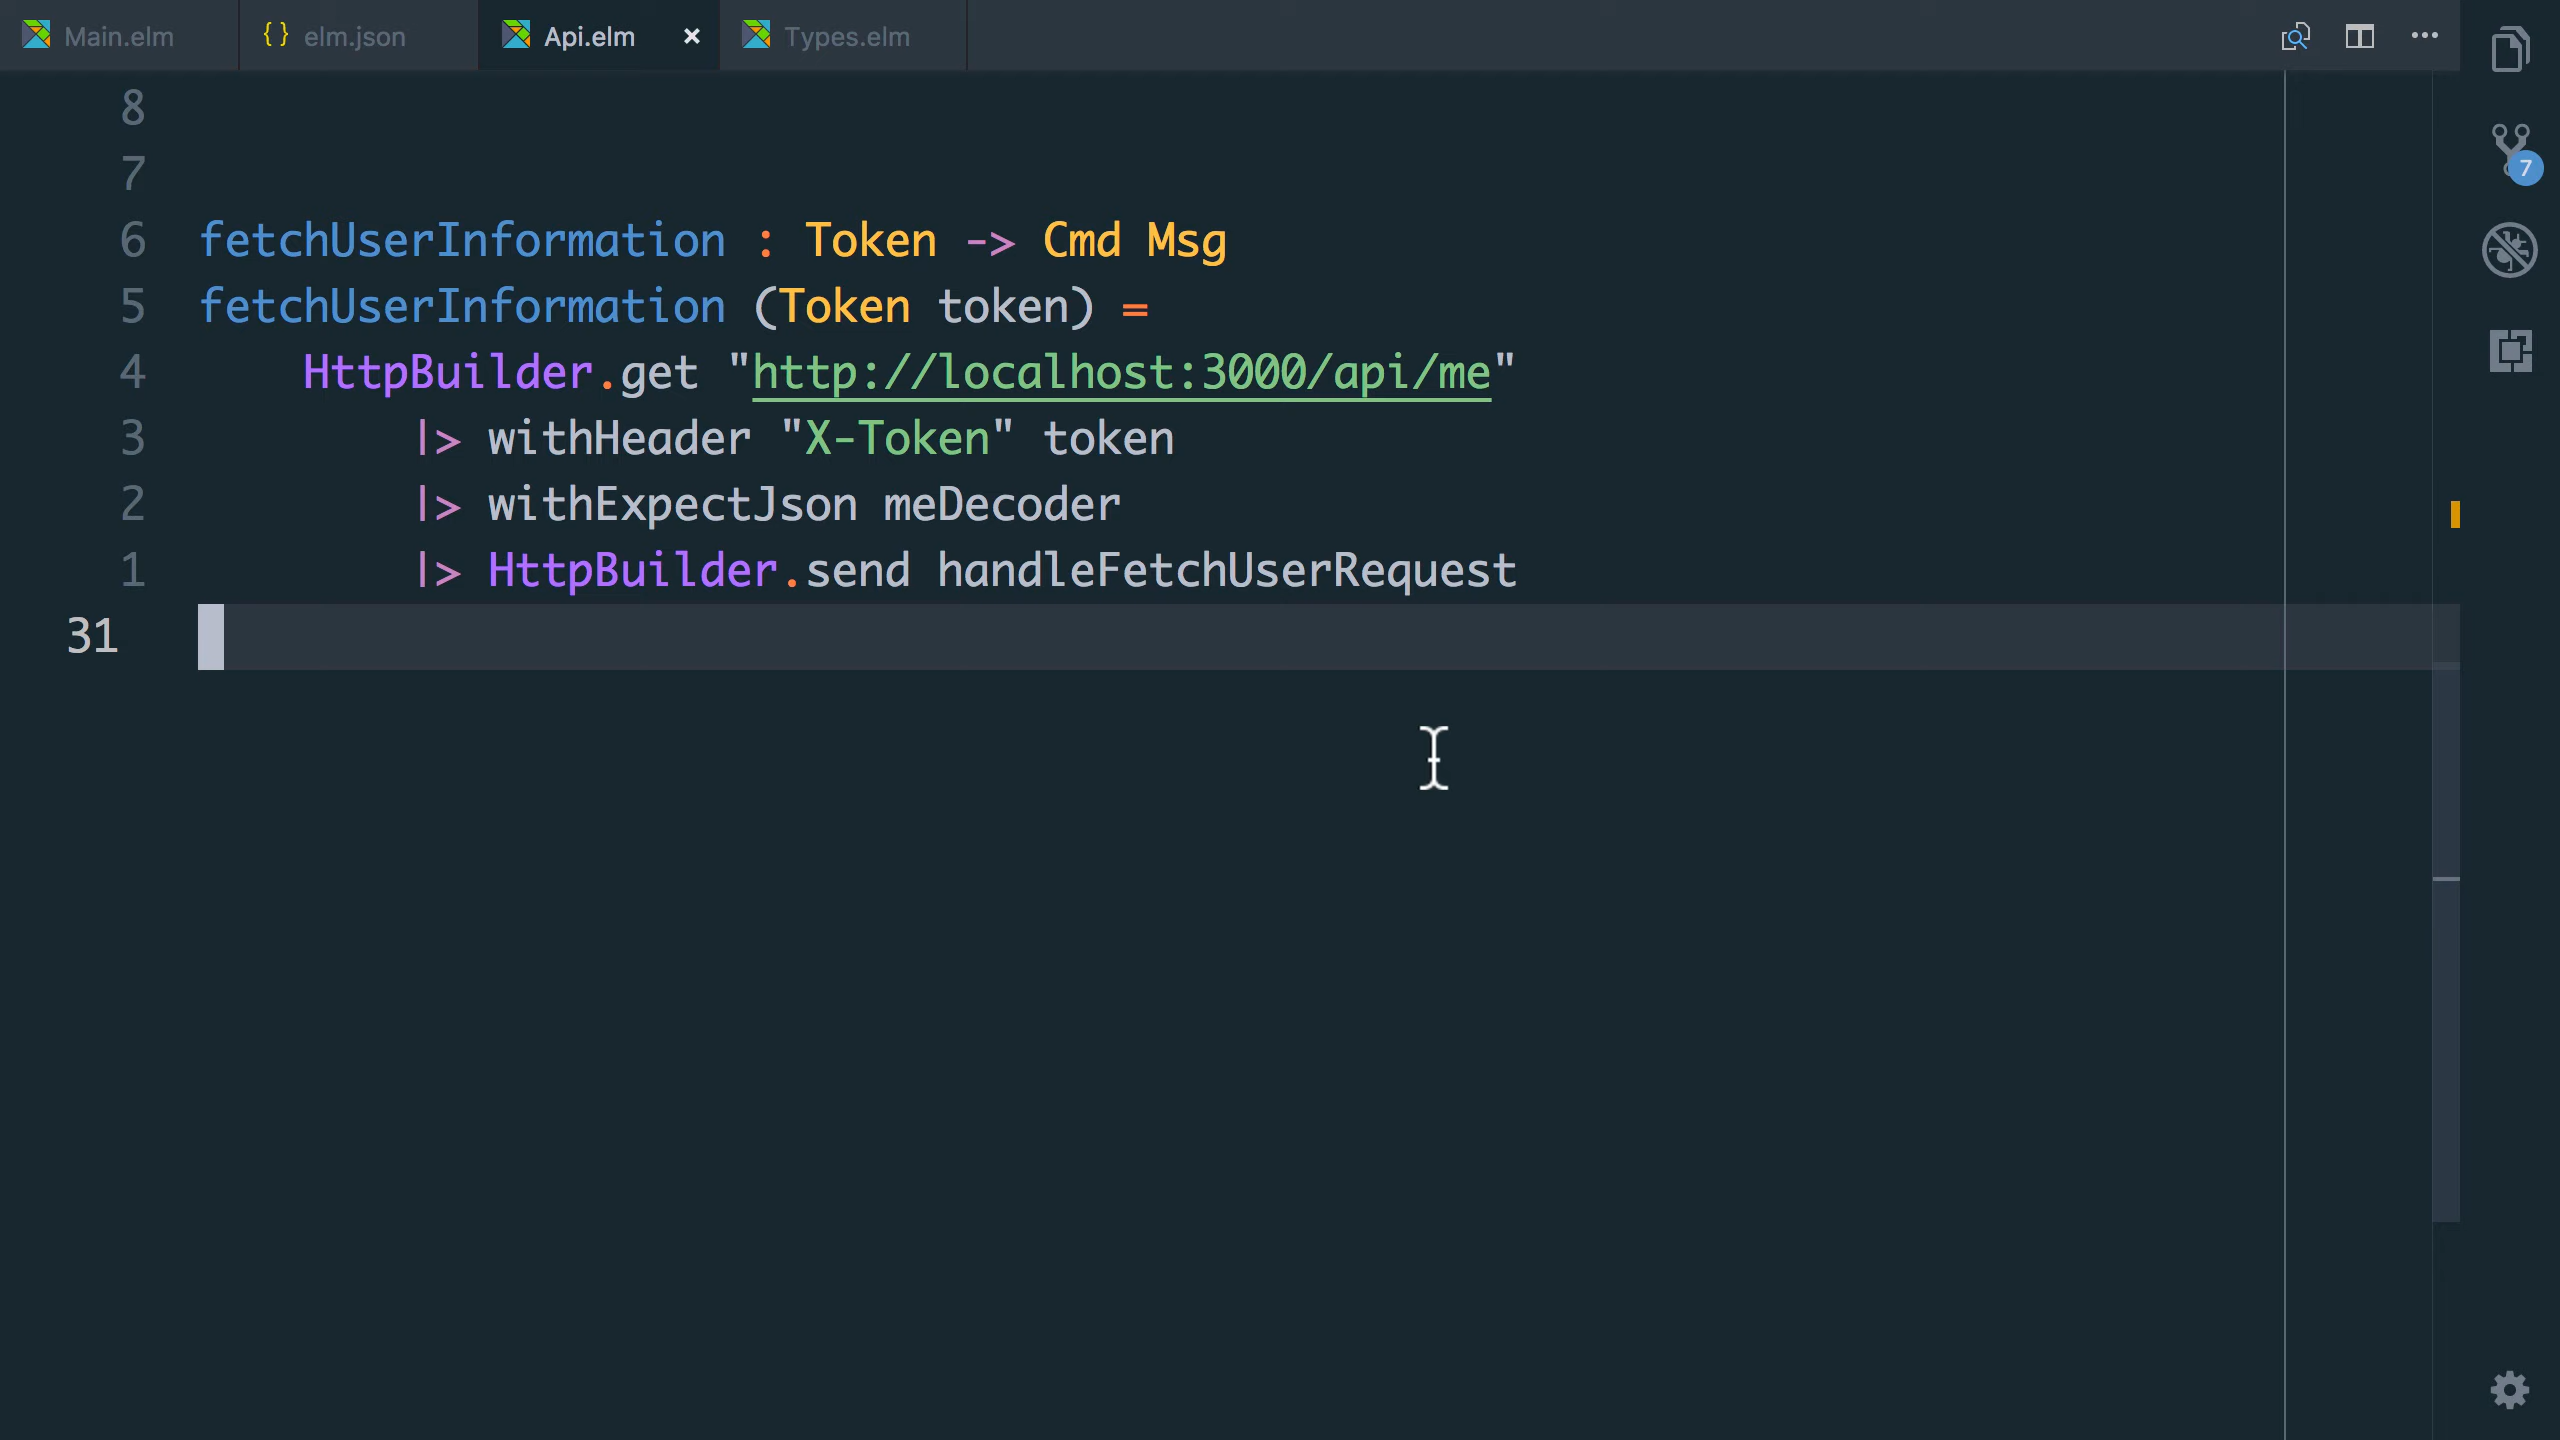 Main.elm { } elm.json Api.elm × Types.elm
8
7
6 fetchUserInformation : Token -> Cmd Msg
5 fetchUserInformation (Token token) =
4 HttpBuilder.get "http://localhost:3000/api/me"
3 |> withHeader "X-Token" token
2 |> withExpectJson meDecoder
1 |> HttpBuilder.send handleFetchUserRequest
31
7